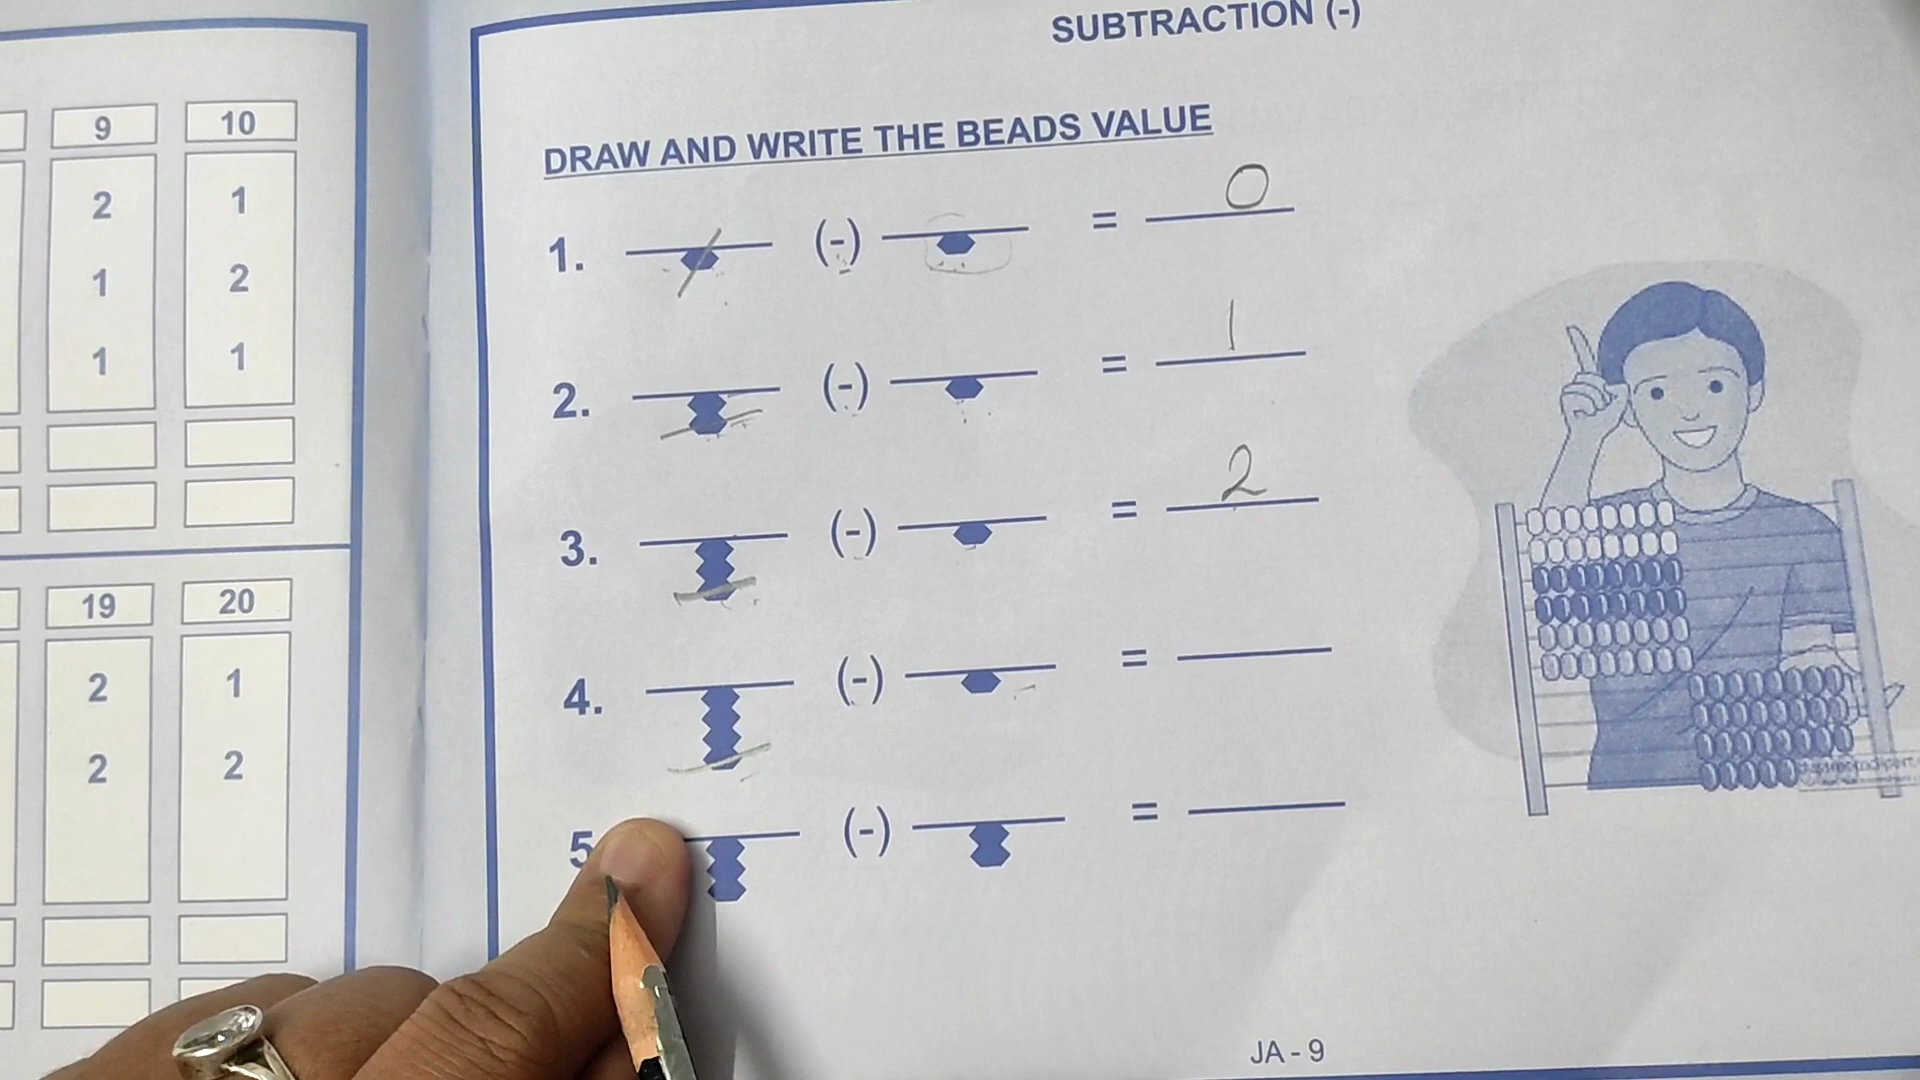 9 10
2 1
1 2
1 1
19 20
2 1
2 2
SUBTRACTION (-)
DRAW AND WRITE THE BEADS VALUE
1. (-) = 0
2. (-) = 1
3. (-) = 2
4. (-) =
5 (-) =
JA - 9